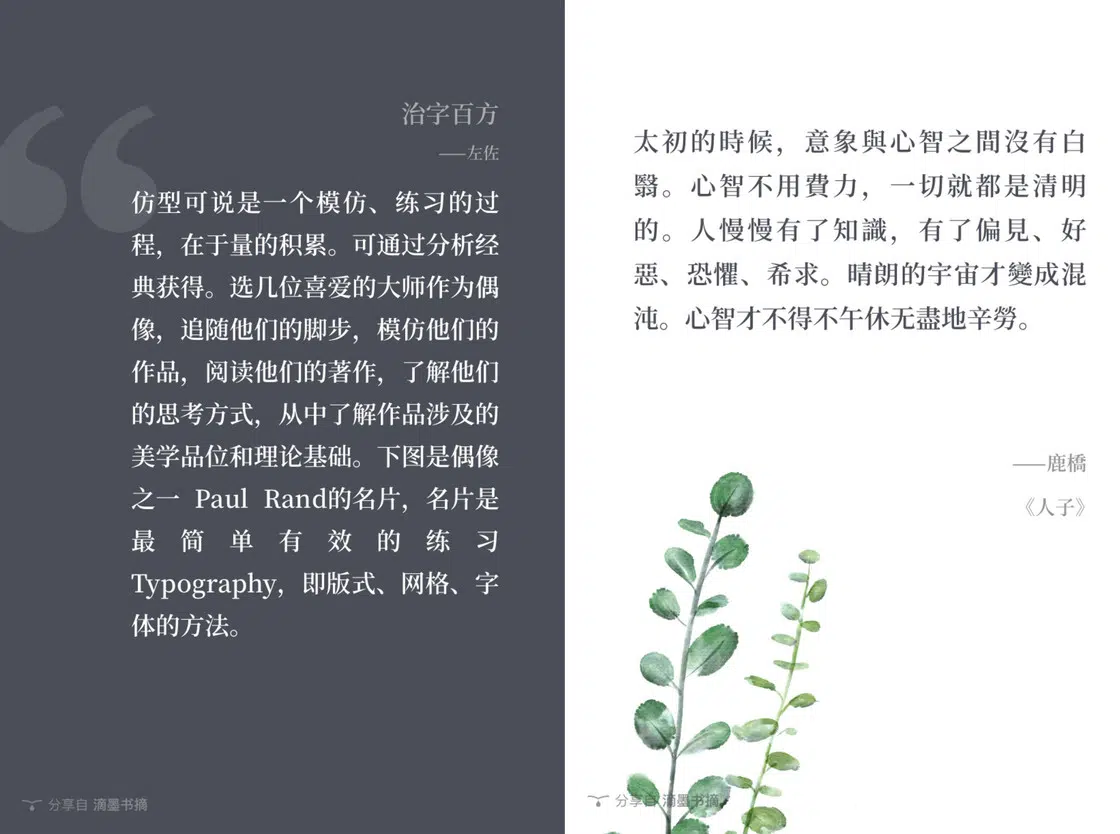 治字百方
——左佐
仿型可说是一个模仿、练习的过
程，在于量的积累。可通过分析经
典获得。选几位喜爱的大师作为偶
像，追随他们的脚步，模仿他们的
作品，阅读他们的著作，了解他们
的思考方式，从中了解作品涉及的
美学品位和理论基础。下图是偶像
之一 Paul Rand的名片，名片是
最简单有效的练习
Typography，即版式、网格、字
体的方法。
分享自 滴墨书摘
太初的時候，意象與心智之間沒有白
翳。心智不用費力，一切就都是清明
的。人慢慢有了知識，有了偏見、好
惡、恐懼、希求。晴朗的宇宙才變成混
沌。心智才不得不午休无盡地辛勞。
——鹿橋
《人子》
分享自 滴墨书摘